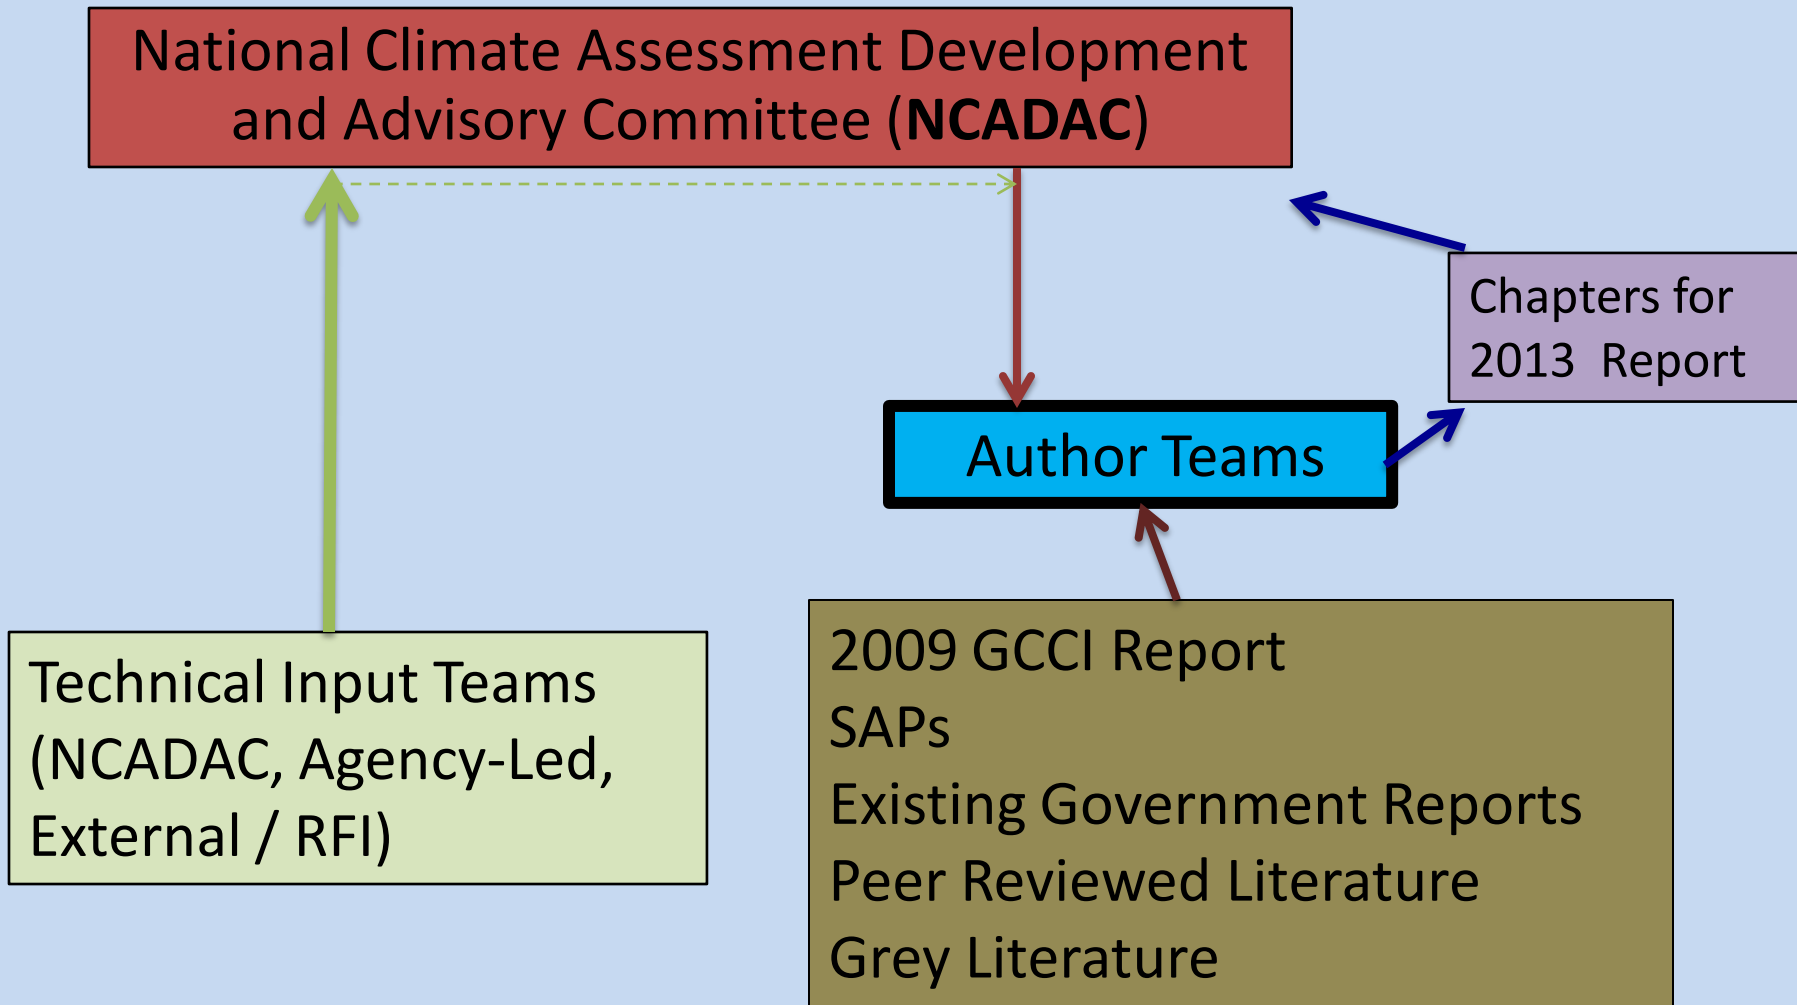 National Climate Assessment Development
and Advisory Committee (NCADAC)
Chapters for
2013 Report
Author Teams
Technical Input Teams
(NCADAC, Agency-Led,
External / RFI)
2009 GCCI Report
SAPs
Existing Government Reports
Peer Reviewed Literature
Grey Literature